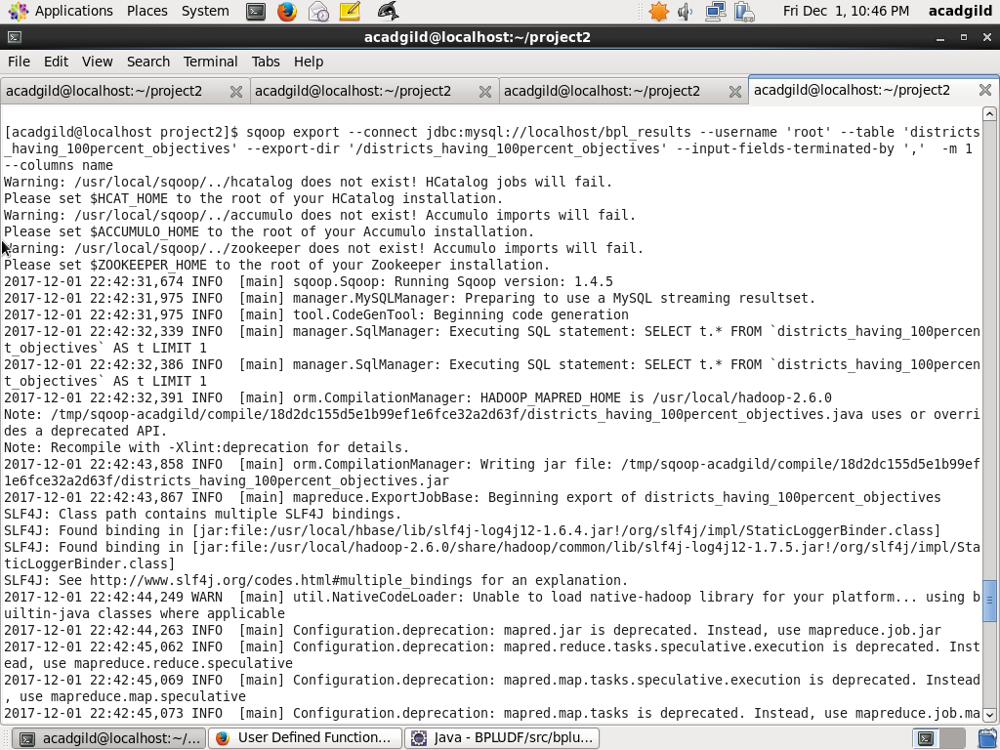 Applications Places System Fri Dec 1, 10:46 PM acadgild
acadgild@localhost:~/project2
File Edit View Search Terminal Tabs Help
acadgild@localhost:~/project2 acadgild@localhost:~/project2 acadgild@localhost:~/project2 acadgild@localhost:~/project2
[acadgild@localhost project2]$ sqoop export --connect jdbc:mysql://localhost/bpl_results --username 'root' --table 'districts
_having_100percent_objectives' --export-dir '/districts_having_100percent_objectives' --input-fields-terminated-by ','  -m 1
--columns name
Warning: /usr/local/sqoop/../hcatalog does not exist! HCatalog jobs will fail.
Please set $HCAT_HOME to the root of your HCatalog installation.
Warning: /usr/local/sqoop/../accumulo does not exist! Accumulo imports will fail.
Please set $ACCUMULO_HOME to the root of your Accumulo installation.
Warning: /usr/local/sqoop/../zookeeper does not exist! Accumulo imports will fail.
Please set $ZOOKEEPER_HOME to the root of your Zookeeper installation.
2017-12-01 22:42:31,674 INFO  [main] sqoop.Sqoop: Running Sqoop version: 1.4.5
2017-12-01 22:42:31,975 INFO  [main] manager.MySQLManager: Preparing to use a MySQL streaming resultset.
2017-12-01 22:42:31,975 INFO  [main] tool.CodeGenTool: Beginning code generation
2017-12-01 22:42:32,339 INFO  [main] manager.SqlManager: Executing SQL statement: SELECT t.* FROM `districts_having_100percen
t_objectives` AS t LIMIT 1
2017-12-01 22:42:32,386 INFO  [main] manager.SqlManager: Executing SQL statement: SELECT t.* FROM `districts_having_100percen
t_objectives` AS t LIMIT 1
2017-12-01 22:42:32,391 INFO  [main] orm.CompilationManager: HADOOP_MAPRED_HOME is /usr/local/hadoop-2.6.0
Note: /tmp/sqoop-acadgild/compile/18d2dc155d5e1b99ef1e6fce32a2d63f/districts_having_100percent_objectives.java uses or overri
des a deprecated API.
Note: Recompile with -Xlint:deprecation for details.
2017-12-01 22:42:43,858 INFO  [main] orm.CompilationManager: Writing jar file: /tmp/sqoop-acadgild/compile/18d2dc155d5e1b99ef
1e6fce32a2d63f/districts_having_100percent_objectives.jar
2017-12-01 22:42:43,867 INFO  [main] mapreduce.ExportJobBase: Beginning export of districts_having_100percent_objectives
SLF4J: Class path contains multiple SLF4J bindings.
SLF4J: Found binding in [jar:file:/usr/local/hbase/lib/slf4j-log4j12-1.6.4.jar!/org/slf4j/impl/StaticLoggerBinder.class]
SLF4J: Found binding in [jar:file:/usr/local/hadoop-2.6.0/share/hadoop/common/lib/slf4j-log4j12-1.7.5.jar!/org/slf4j/impl/Sta
ticLoggerBinder.class]
SLF4J: See http://www.slf4j.org/codes.html#multiple_bindings for an explanation.
2017-12-01 22:42:44,249 WARN  [main] util.NativeCodeLoader: Unable to load native-hadoop library for your platform... using b
uiltin-java classes where applicable
2017-12-01 22:42:44,263 INFO  [main] Configuration.deprecation: mapred.jar is deprecated. Instead, use mapreduce.job.jar
2017-12-01 22:42:45,062 INFO  [main] Configuration.deprecation: mapred.reduce.tasks.speculative.execution is deprecated. Inst
ead, use mapreduce.reduce.speculative
2017-12-01 22:42:45,069 INFO  [main] Configuration.deprecation: mapred.map.tasks.speculative.execution is deprecated. Instead
, use mapreduce.map.speculative
2017-12-01 22:42:45,073 INFO  [main] Configuration.deprecation: mapred.map.tasks is deprecated. Instead, use mapreduce.job.ma
acadgild@localhost:~/... User Defined Function... Java - BPLUDF/src/bplu...